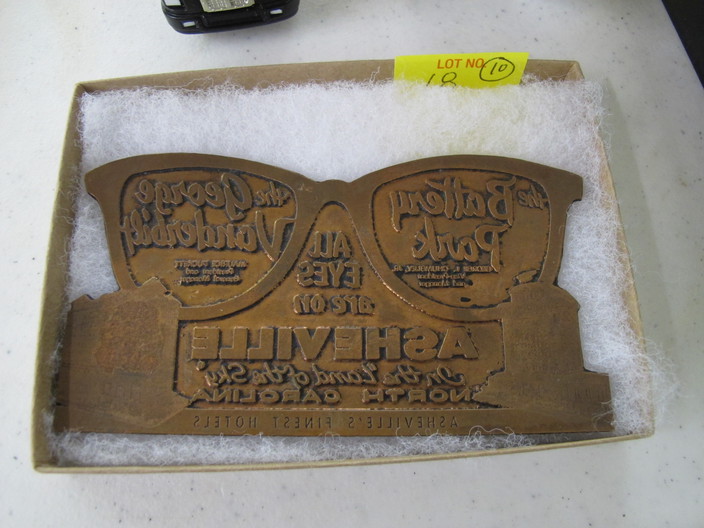 LOT NO. 10
18
the George
Vanderbilt
the Battery
Park
and
ALL
EYES
are on
ASHEVILLE
In the "Land of the Sky"
NORTH CAROLINA
ASHEVILLE'S FINEST HOTELS